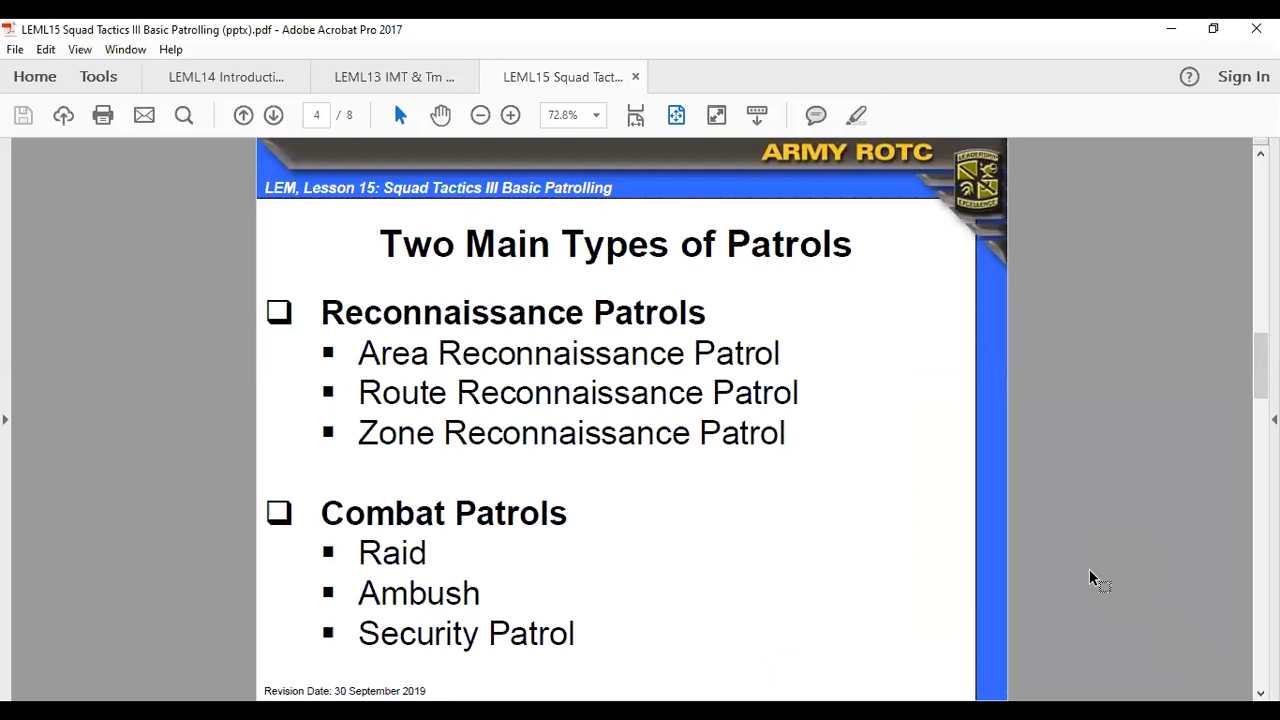 LEML15 Squad Tactics III Basic Patrolling (pptx).pdf - Adobe Acrobat Pro 2017
File Edit View Window Help
Home Tools LEML14 Introducti... LEML13 IMT & Tm ... LEML15 Squad Tact... Sign In
4 / 8 72.8%
ARMY ROTC
LEADERSHIP
EXCELLENCE
LEM, Lesson 15: Squad Tactics III Basic Patrolling
Two Main Types of Patrols
Reconnaissance Patrols
Area Reconnaissance Patrol
Route Reconnaissance Patrol
Zone Reconnaissance Patrol
Combat Patrols
Raid
Ambush
Security Patrol
Revision Date: 30 September 2019